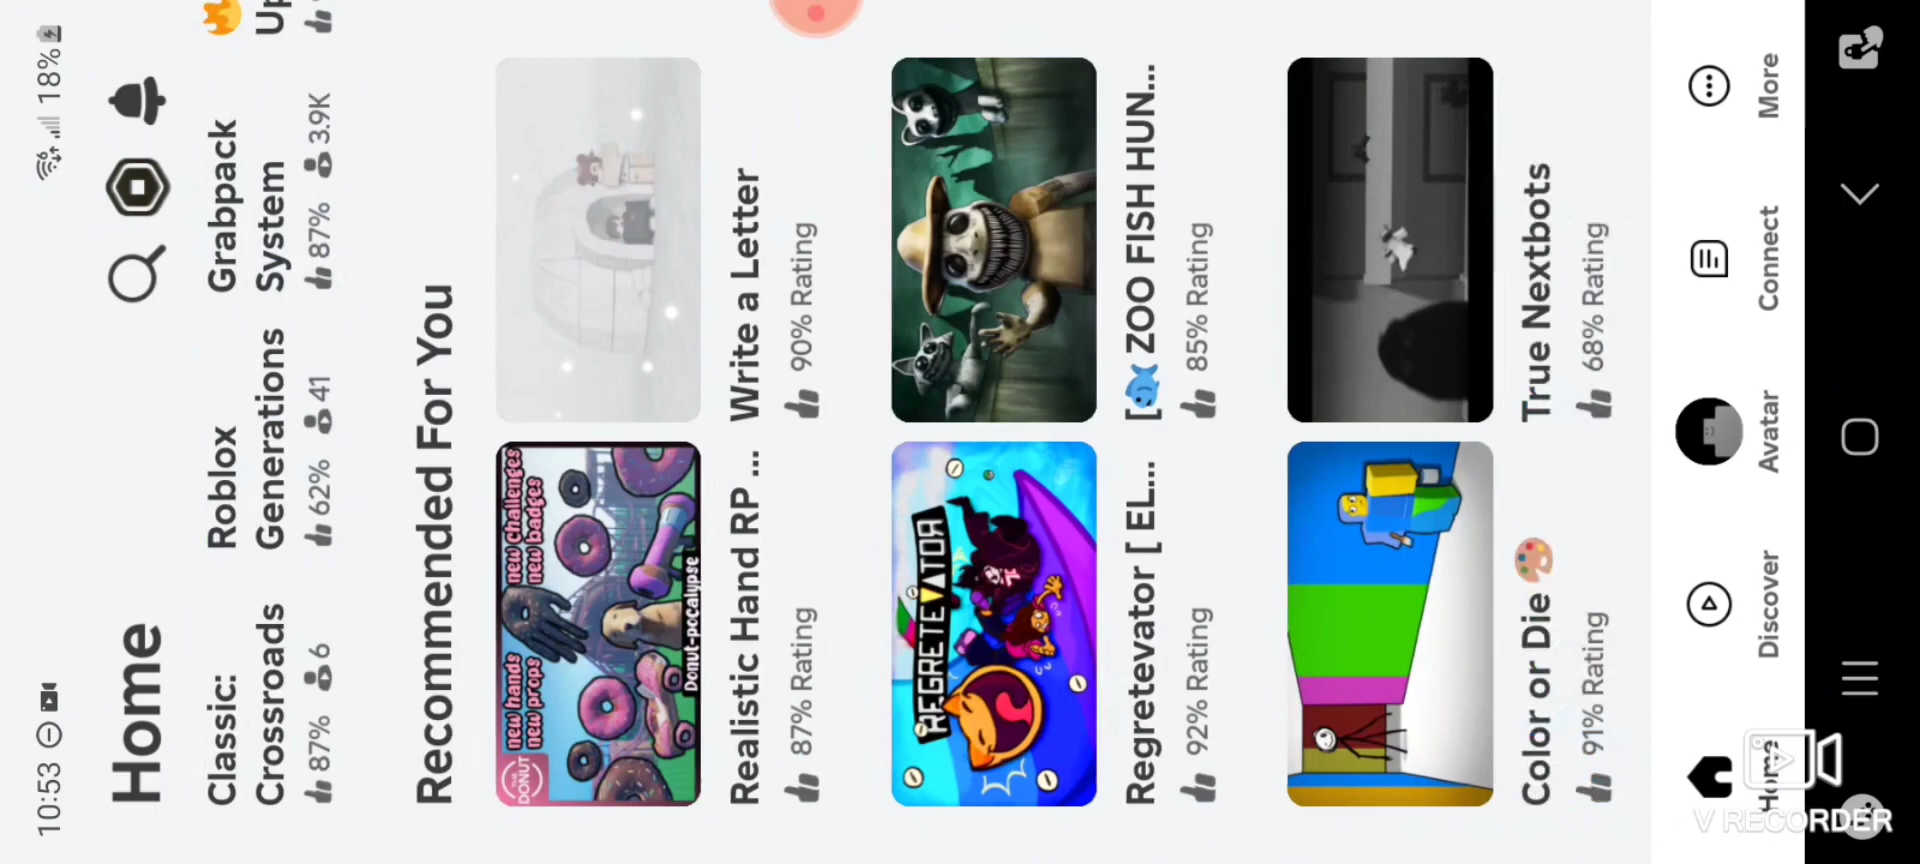 10:53
18%
Home
Up
Classic:
Crossroads
87% 6
Roblox
Generations
62% 41
Grabpack
System
87% 3.9K
Recommended For You
new hands
new props
new challenges
new badges
THE
DONUT
Donut-pocalypse
Realistic Hand RP ...
87% Rating
Write a Letter
90% Rating
REGRETEVATOR
Regretevator [ EL...
92% Rating
[🐟 ZOO FISH HUN...
85% Rating
Color or Die 🎨
91% Rating
True Nextbots
68% Rating
Home
Discover
Avatar
Connect
More
V RECORDER